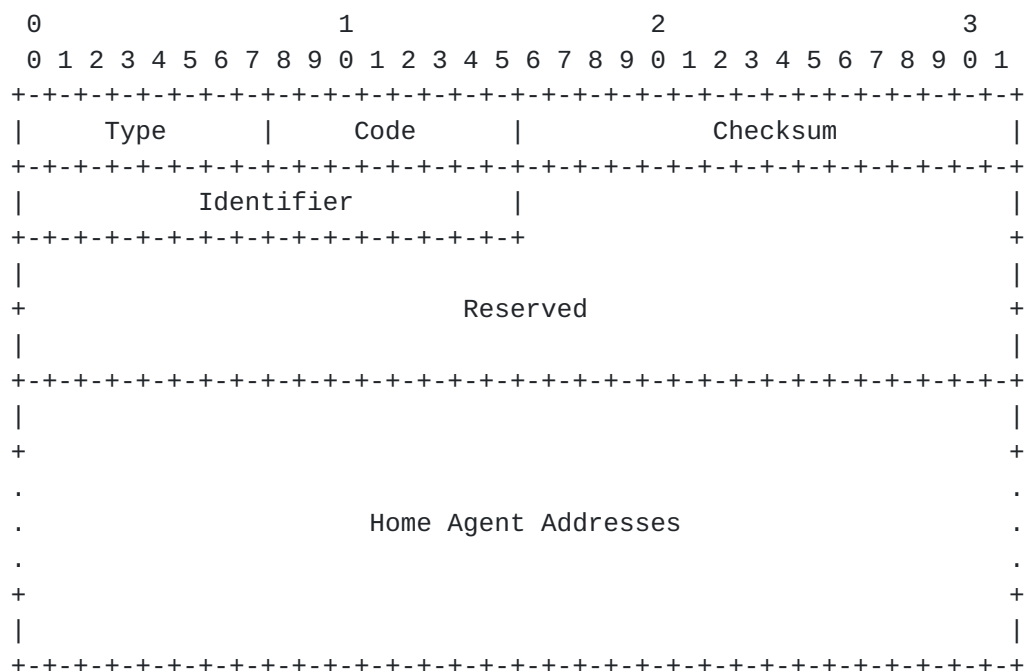 0                   1                   2                   3
 0 1 2 3 4 5 6 7 8 9 0 1 2 3 4 5 6 7 8 9 0 1 2 3 4 5 6 7 8 9 0 1
+-+-+-+-+-+-+-+-+-+-+-+-+-+-+-+-+-+-+-+-+-+-+-+-+-+-+-+-+-+-+-+-+
|     Type      |     Code      |            Checksum           |
+-+-+-+-+-+-+-+-+-+-+-+-+-+-+-+-+-+-+-+-+-+-+-+-+-+-+-+-+-+-+-+-+
|           Identifier          |                               |
+-+-+-+-+-+-+-+-+-+-+-+-+-+-+-+-+                               +
|                                                               |
+                            Reserved                           +
|                                                               |
+-+-+-+-+-+-+-+-+-+-+-+-+-+-+-+-+-+-+-+-+-+-+-+-+-+-+-+-+-+-+-+-+
|                                                               |
+                                                               +
.                                                               .
.                      Home Agent Addresses                     .
.                                                               .
+                                                               +
|                                                               |
+-+-+-+-+-+-+-+-+-+-+-+-+-+-+-+-+-+-+-+-+-+-+-+-+-+-+-+-+-+-+-+-+